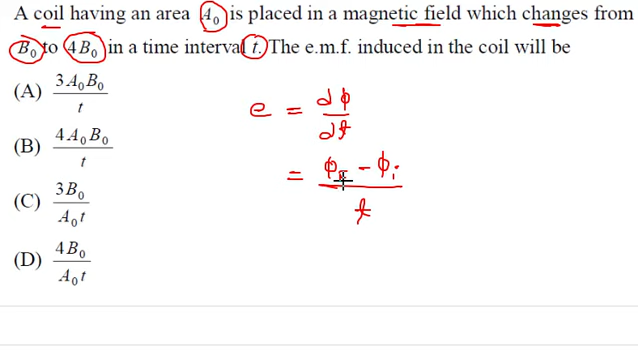 A coil having an area A₀ is placed in a magnetic field which changes from
B₀ to 4B₀ in a time interval t. The e.m.f. induced in the coil will be
(A) 3A₀B₀/t
(B) 4A₀B₀/t
(C) 3B₀/A₀t
(D) 4B₀/A₀t
e = dϕ/dt
= (ϕf − ϕi)/t